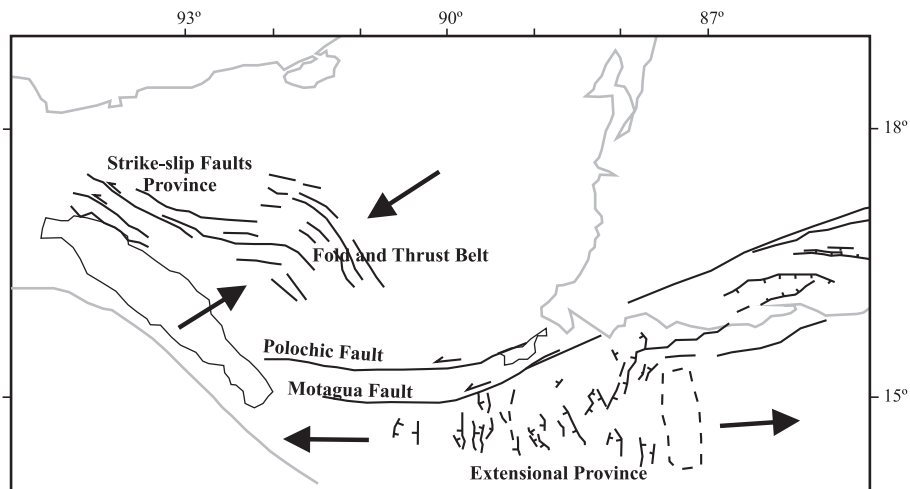 93º 90º 87º
18º
Strike-slip Faults
Province
Fold and Thrust Belt
Polochic Fault
Motagua Fault
15º
Extensional Province